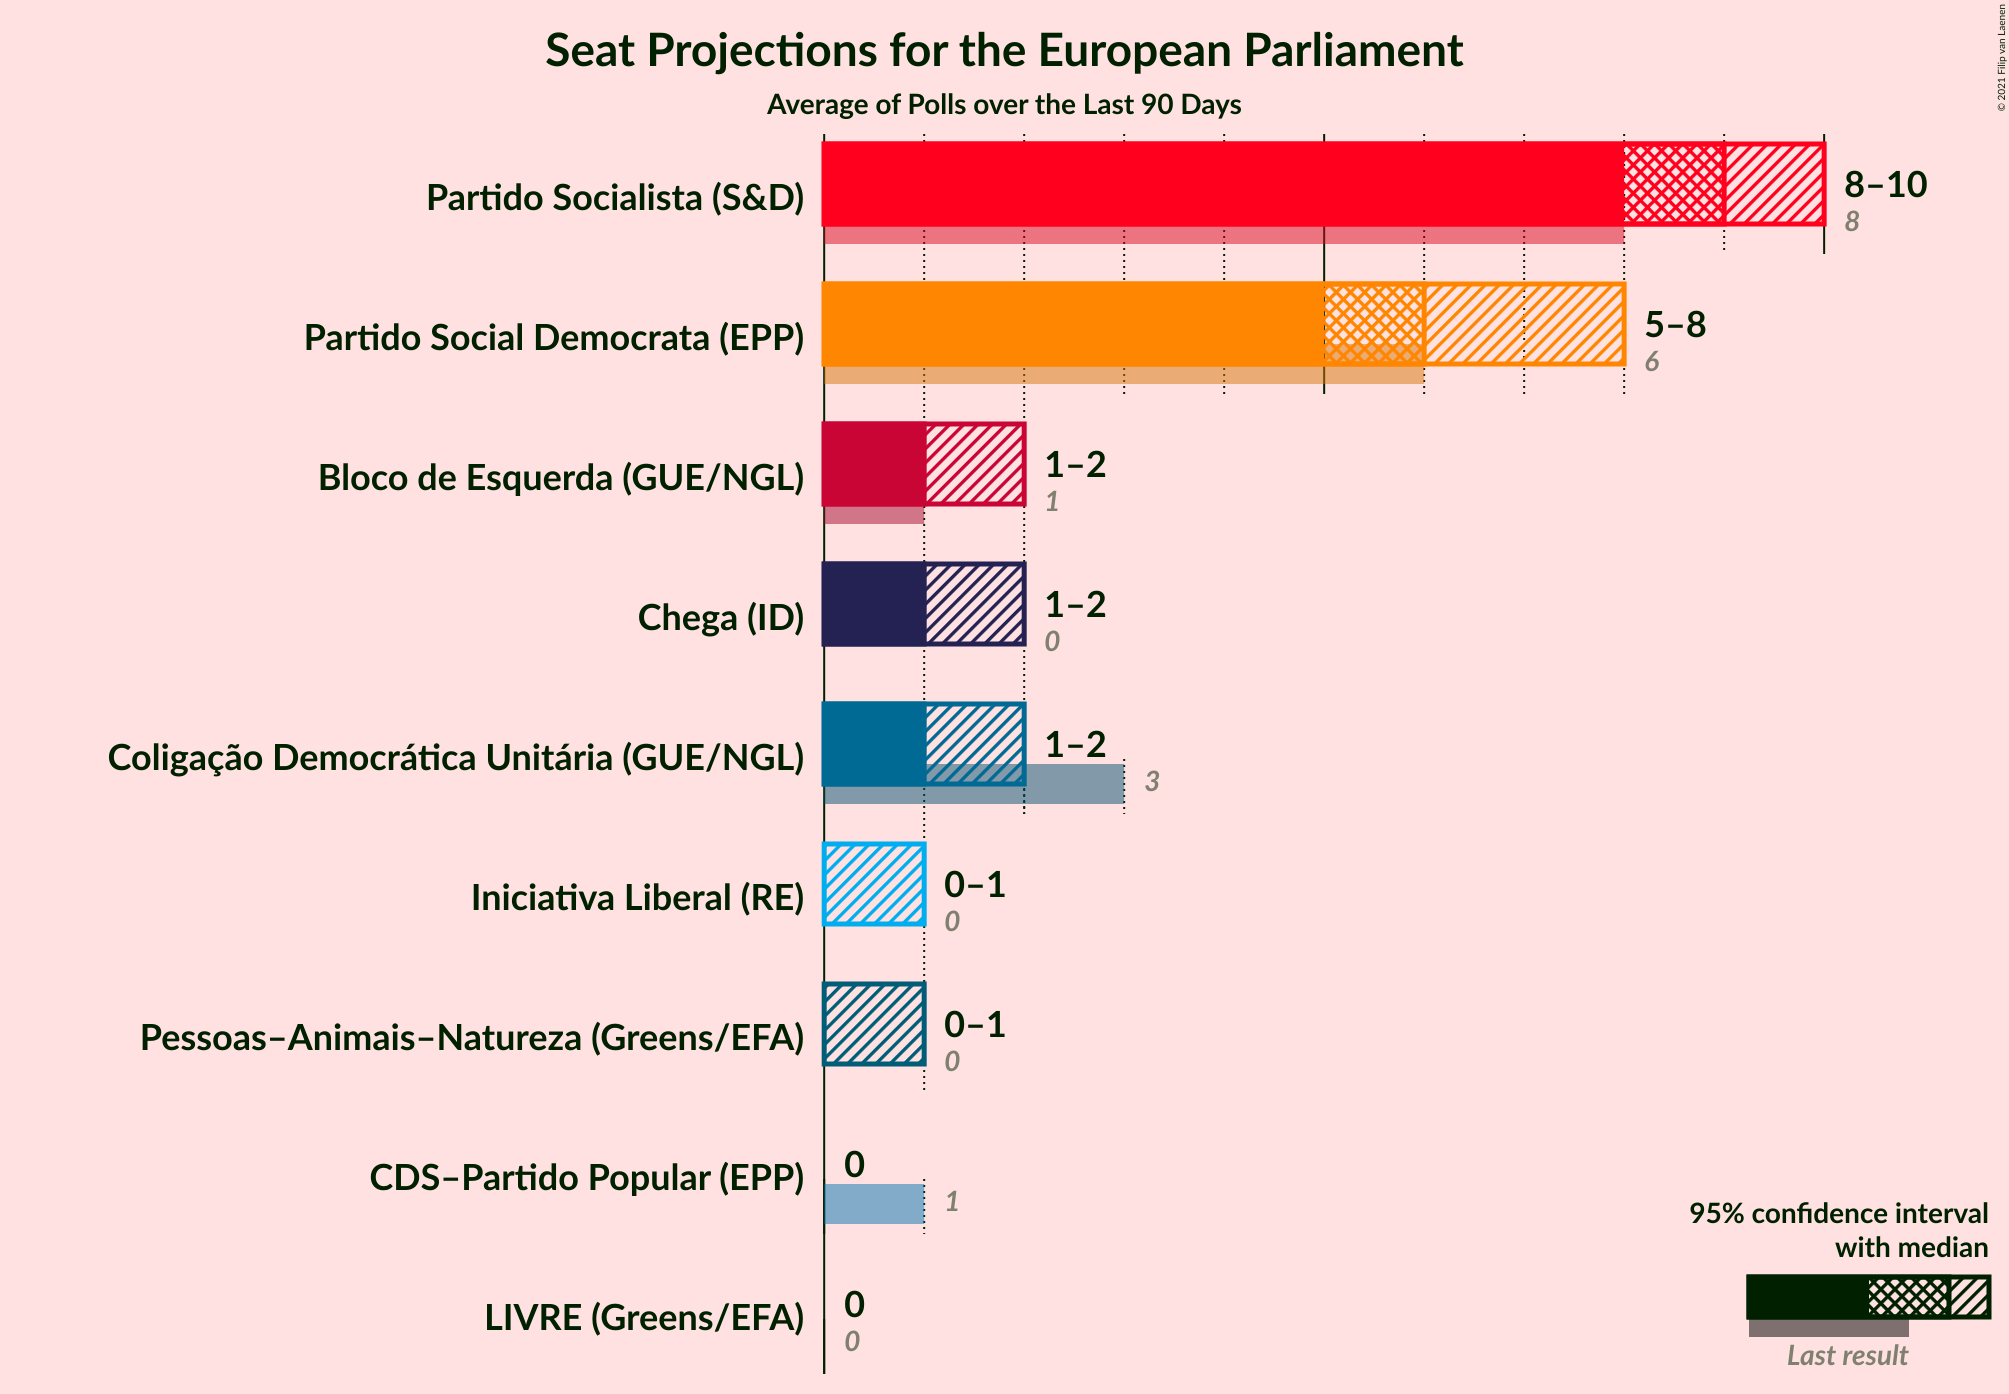 Seat Projections for the European Parliament
Average of Polls over the Last 90 Days
© 2021 Filip van Laenen
Partido Socialista (S&D)
8–10
8
Partido Social Democrata (EPP)
5–8
6
Bloco de Esquerda (GUE/NGL)
1–2
1
Chega (ID)
1–2
0
Coligação Democrática Unitária (GUE/NGL)
1–2
3
Iniciativa Liberal (RE)
0–1
0
Pessoas–Animais–Natureza (Greens/EFA)
0–1
0
CDS–Partido Popular (EPP)
0
1
LIVRE (Greens/EFA)
0
0
95% confidence interval
with median
Last result